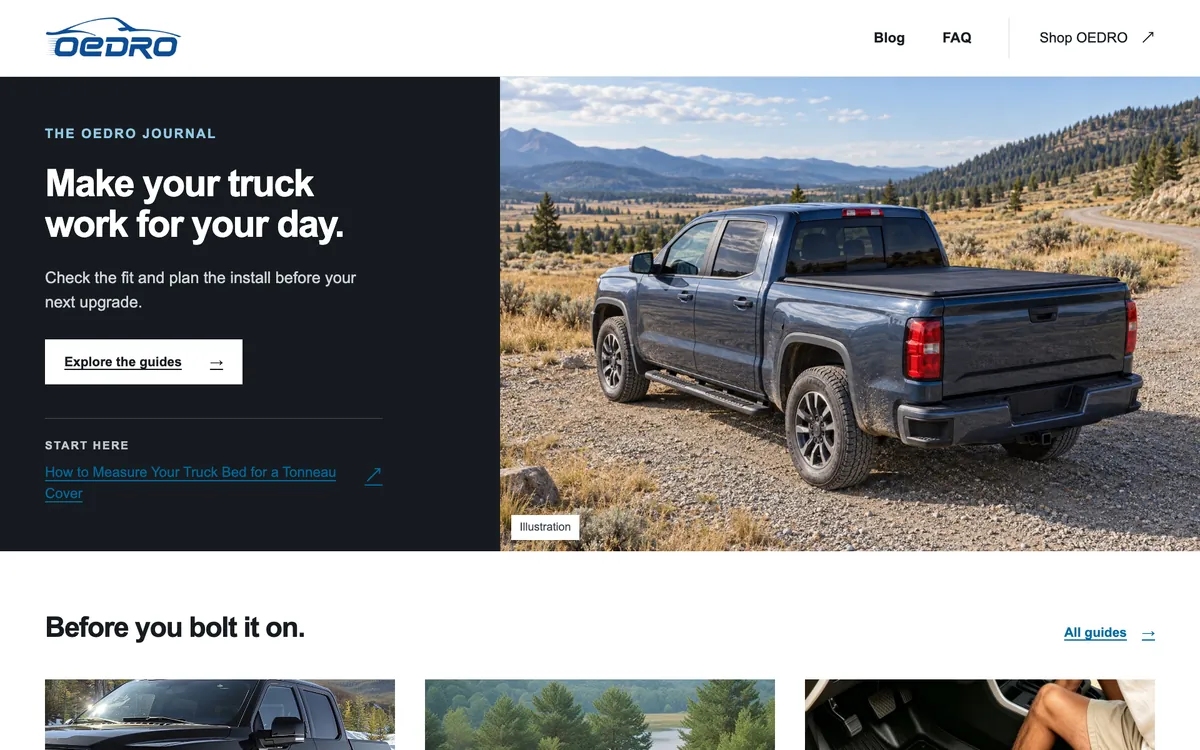 OEDRO
Blog
FAQ
Shop OEDRO ↗
THE OEDRO JOURNAL
Make your truck
work for your day.
Check the fit and plan the install before your
next upgrade.
Explore the guides →
START HERE
How to Measure Your Truck Bed for a Tonneau ↗
Cover
Illustration
Before you bolt it on.
All guides →